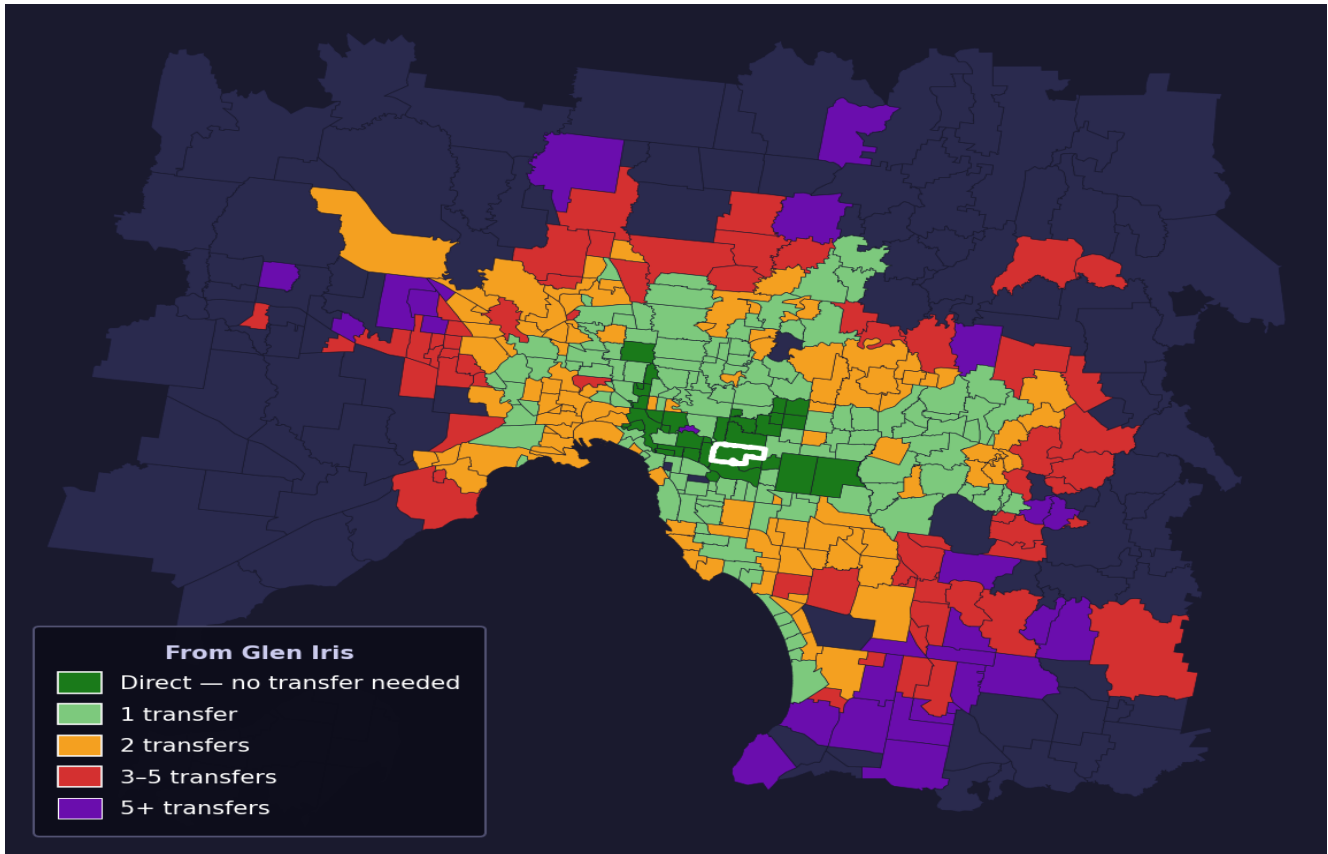 From Glen Iris
Direct — no transfer needed
1 transfer
2 transfers
3–5 transfers
5+ transfers